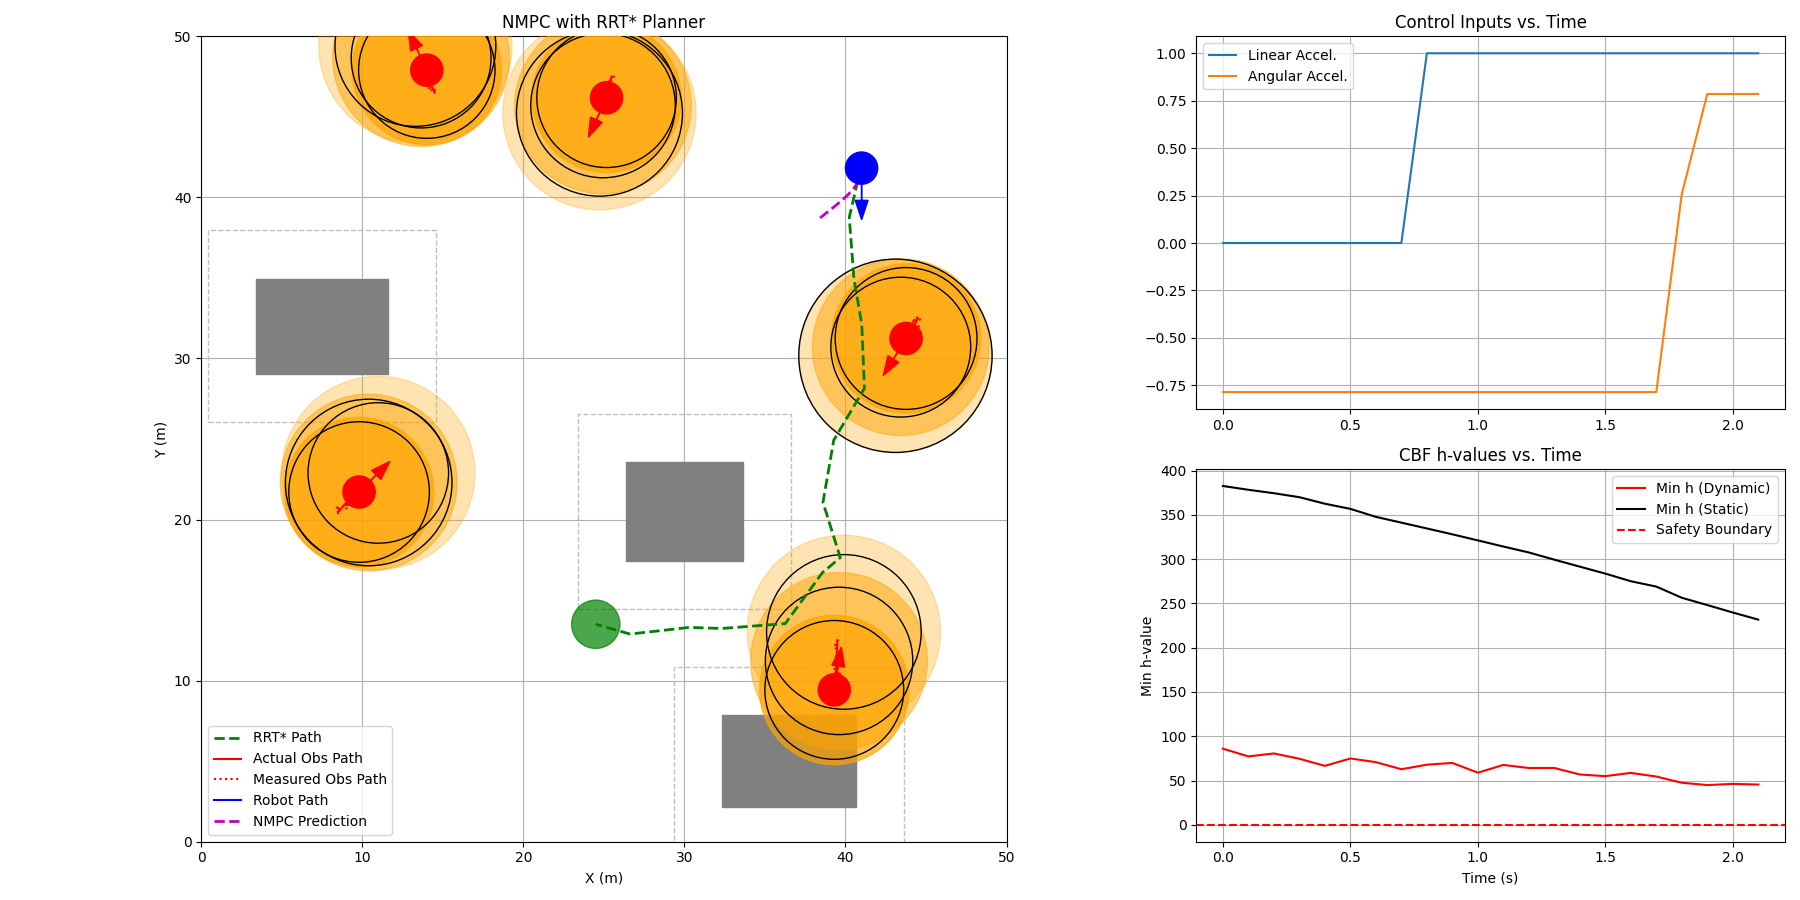 NMPC with RRT* Planner
50
40
30
20
10
0
Y (m)
RRT* Path
Actual Obs Path
Measured Obs Path
Robot Path
NMPC Prediction
0
10
20
30
40
50
X (m)
Control Inputs vs. Time
Linear Accel.
Angular Accel.
1.00
0.75
0.50
0.25
0.00
−0.25
−0.50
−0.75
0.0
0.5
1.0
1.5
2.0
CBF h-values vs. Time
Min h (Dynamic)
Min h (Static)
Safety Boundary
400
350
300
250
200
150
100
50
0
Min h-value
0.0
0.5
1.0
1.5
2.0
Time (s)